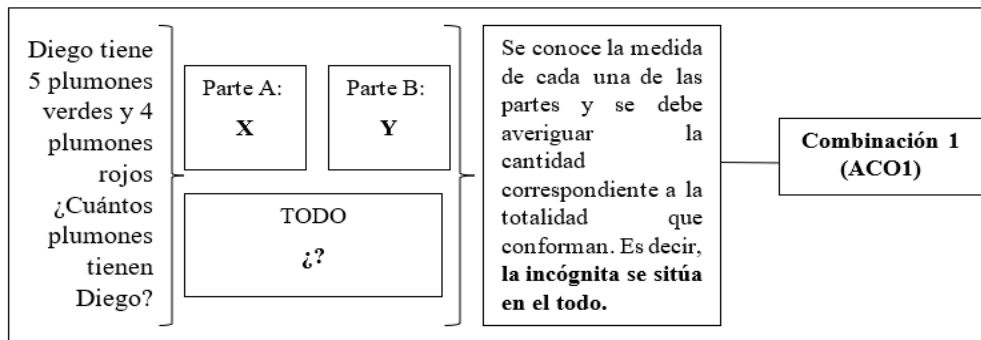 Diego tiene
5 plumones
verdes y 4
plumones
rojos
¿Cuántos
plumones
tienen
Diego?
Parte A:
X
Parte B:
Y
TODO
¿?
Se conoce la medida
de cada una de las
partes y se debe
averiguar la
cantidad
correspondiente a la
totalidad que
conforman. Es decir,
la incógnita se sitúa
en el todo.
Combinación 1
(ACO1)